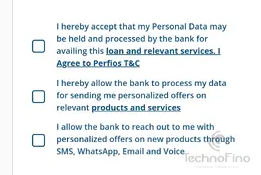 I hereby accept that my Personal Data may
be held and processed by the bank for
availing this loan and relevant services. I
Agree to Perfios T&C
I hereby allow the bank to process my data
for sending me personalized offers on
relevant products and services
I allow the bank to reach out to me with
personalized offers on new products through
SMS, WhatsApp, Email and Voice.
TechnoFino